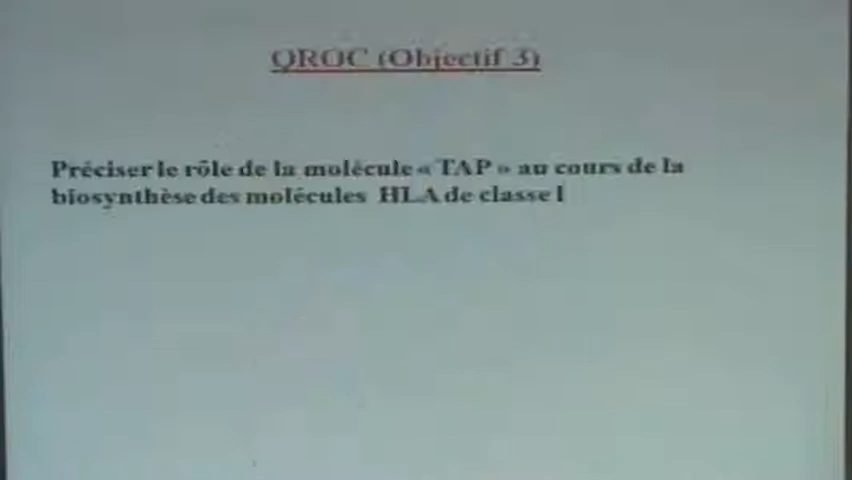 QROC (Objectif 3)
Préciser le rôle de la molécule « TAP » au cours de la
biosynthèse des molécules HLA de classe I